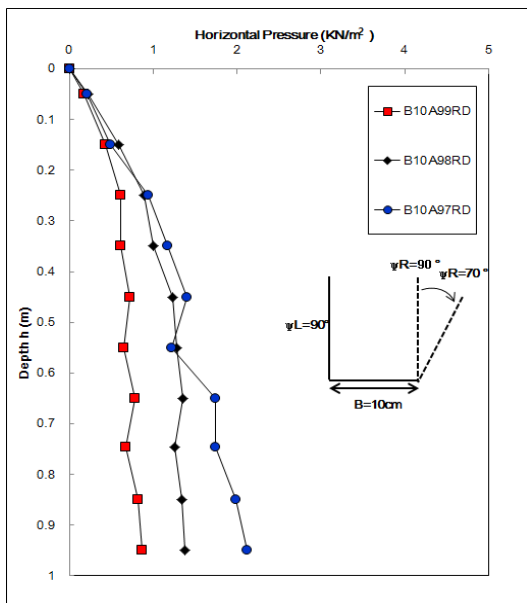 Horizontal Pressure (KN/m²)
0 1 2 3 4 5
0
0.1
0.2
0.3
0.4
0.5
0.6
0.7
0.8
0.9
1
Depth h (m)
B10A99RD
B10A98RD
B10A97RD
ψR=90°
ψR=70°
ψL=90°
B=10cm